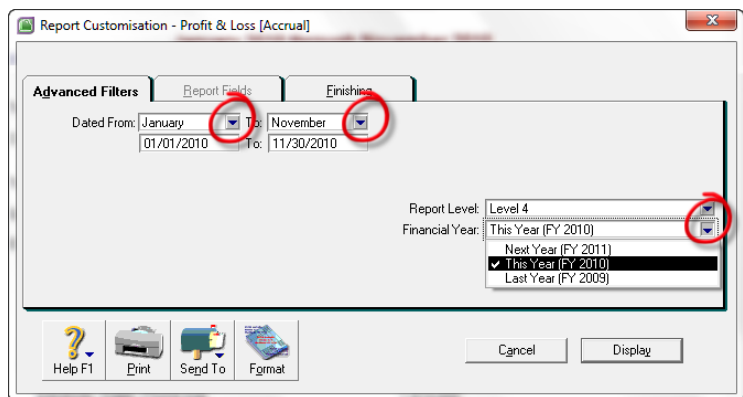 Report Customisation - Profit & Loss [Accrual]
Advanced Filters Report Fields Finishing
Dated From: January To: November
01/01/2010 To: 11/30/2010
Report Level: Level 4
Financial Year: This Year (FY 2010)
Next Year (FY 2011)
This Year (FY 2010)
Last Year (FY 2009)
Help F1 Print Send To Format Cancel Display